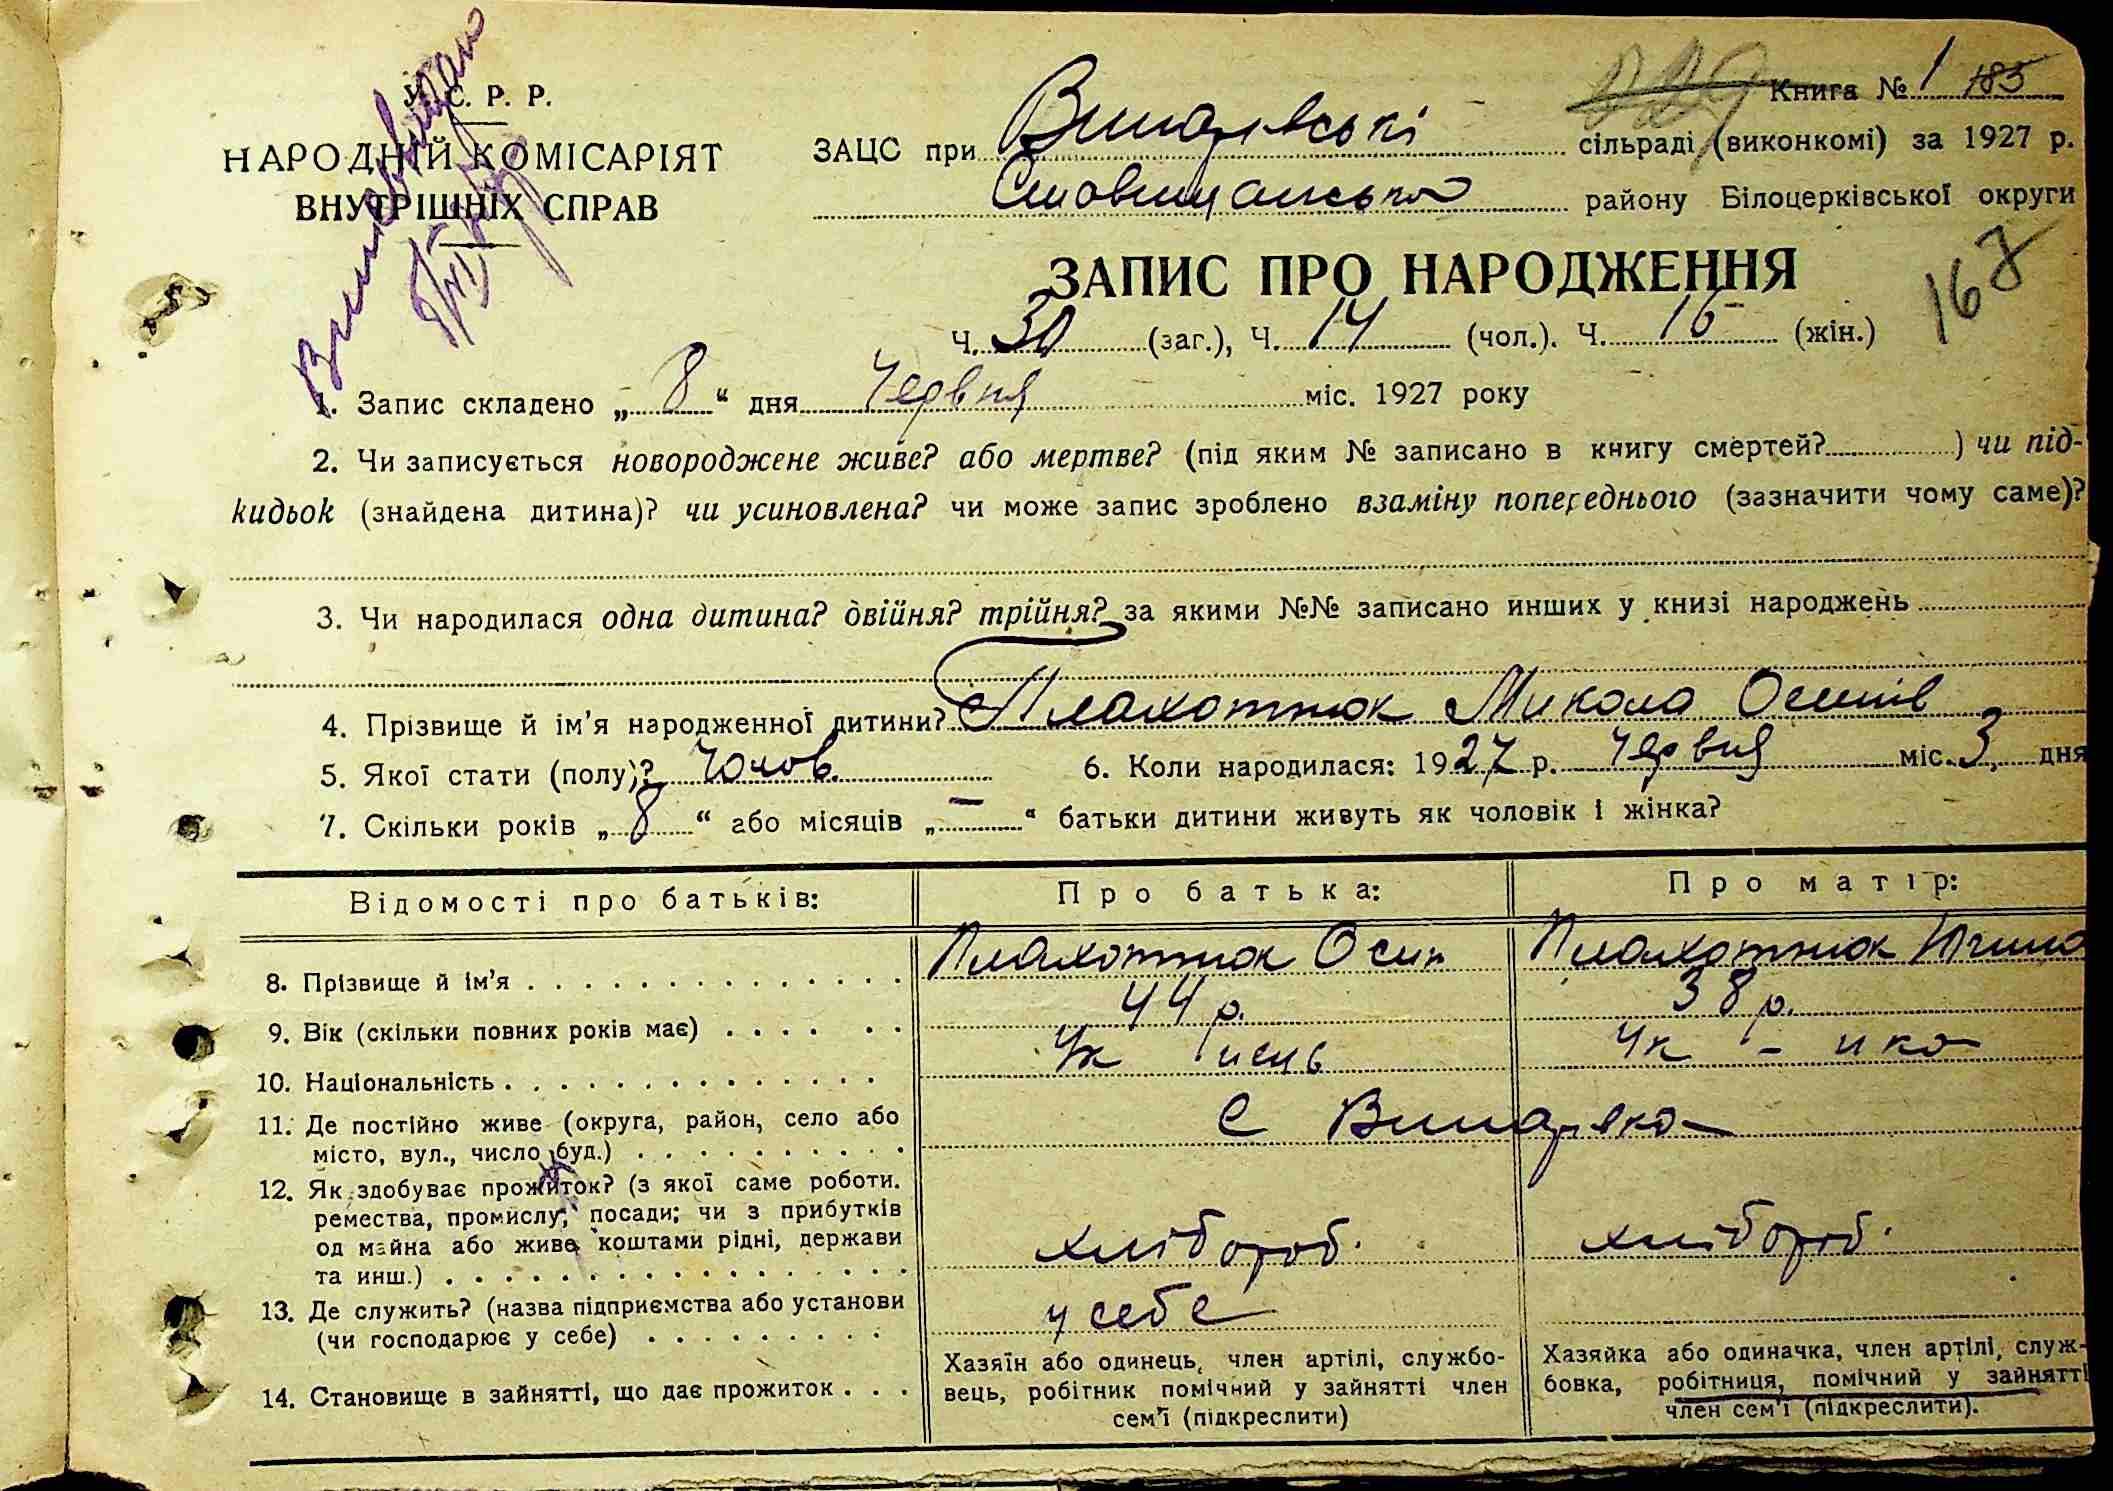 У. С. Р. Р.
НАРОДНІЙ КОМІСАРІЯТ
ВНУТРІШНІХ СПРАВ
Книга № 1 185
ЗАЦС при сільраді (виконкомі) за 1927 р.
району Білоцерківської округи
ЗАПИС ПРО НАРОДЖЕННЯ
167
Ч. 30 (заг.), Ч. 14 (чол.). Ч. 16 (жін.)
1. Запис складено „ 8 “ дня Червня міс. 1927 року
2. Чи записується новороджене живе? або мертве? (під яким № записано в книгу смертей? ) чи під-
кидьок (знайдена дитина)? чи усиновлена? чи може запис зроблено взаміну попереднього (зазначити чому саме)?
3. Чи народилася одна дитина? двійня? трійня? за якими №№ записано инших у книзі народжень
4. Прізвище й ім'я народженної дитини? Плахотнюк Микола Осипів
5. Якої стати (полу)? Чолов. 6. Коли народилася: 1927 р. Червня міс. 3 дня
7. Скільки років „ 8 “ або місяців „ — “ батьки дитини живуть як чоловік і жінка?
Відомості про батьків: Про батька: Про матір:
8. Прізвище й ім'я Плахотнюк Осип Плахотнюк
9. Вік (скільки повних років має) 44 р. 38 р.
10. Національність Ук інець Ук - нка
11. Де постійно живе (округа, район, село або
місто, вул., число буд.) С
12. Як здобуває прожиток? (з якої саме роботи.
ремества, промислу, посади; чи з прибутків
од майна або живе коштами рідні, держави
та инш.) хлібороб. хлібороб.
13. Де служить? (назва підприємства або установи
(чи господарює у себе) у себе
14. Становище в зайнятті, що дає прожиток
Хазяїн або одинець, член артілі, службо-
вець, робітник помічний у зайнятті член
сем'ї (підкреслити)
Хазяйка або одиначка, член артілі, служ-
бовка, робітниця, помічний у зайнятті
член сем'ї (підкреслити).